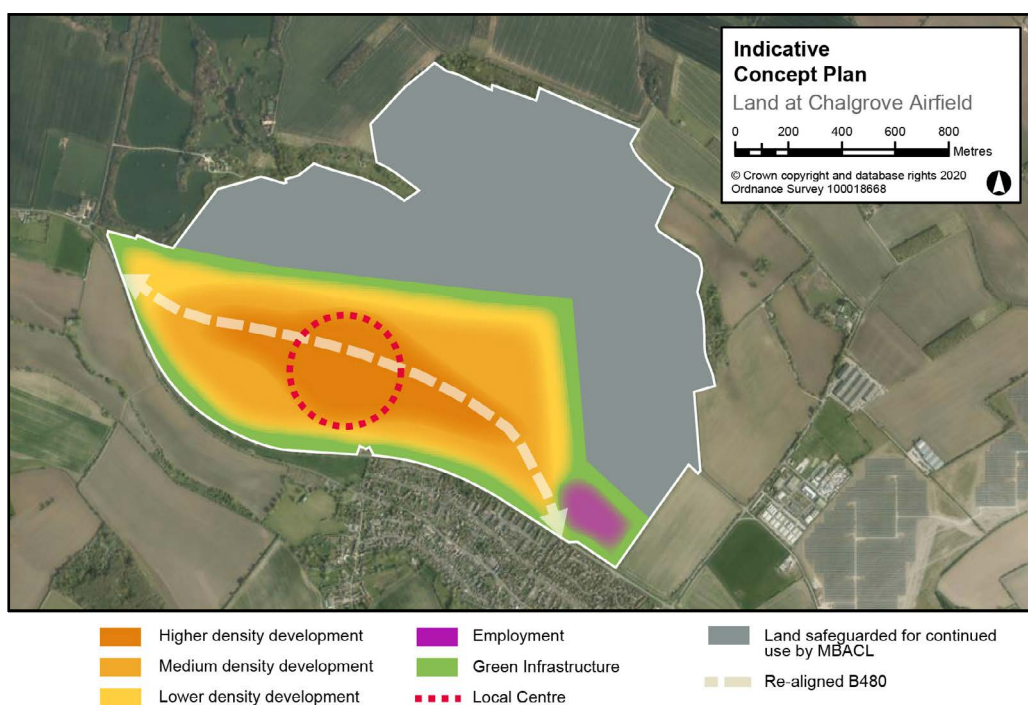 Indicative
Concept Plan
Land at Chalgrove Airfield
0 200 400 600 800
Metres
© Crown copyright and database rights 2020
Ordnance Survey 100018668
Higher density development
Medium density development
Lower density development
Employment
Green Infrastructure
Local Centre
Land safeguarded for continued
use by MBACL
Re-aligned B480